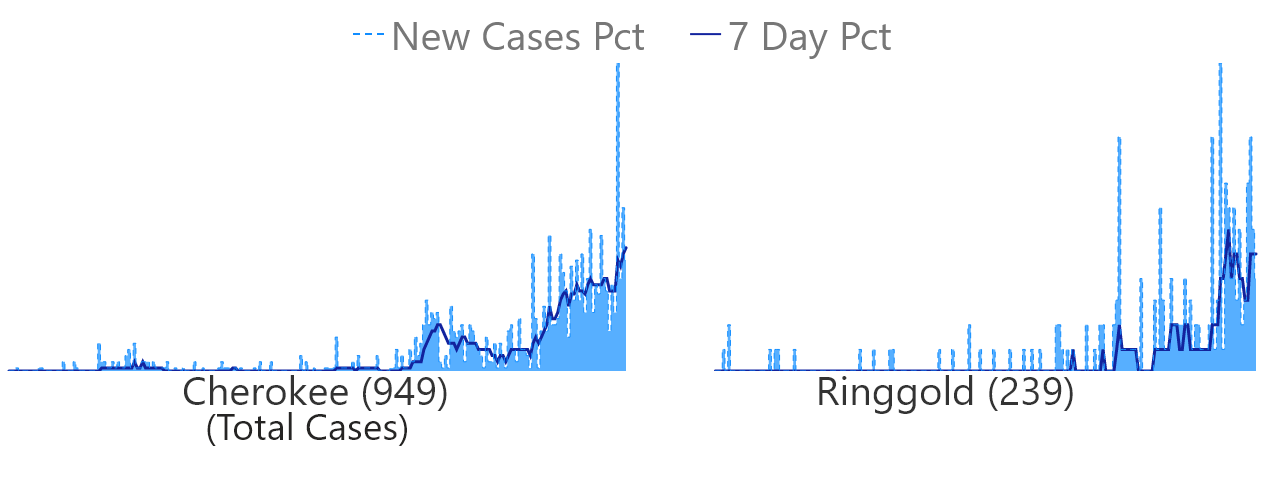 New Cases Pct 7 Day Pct
Cherokee (949)
(Total Cases)
Ringgold (239)